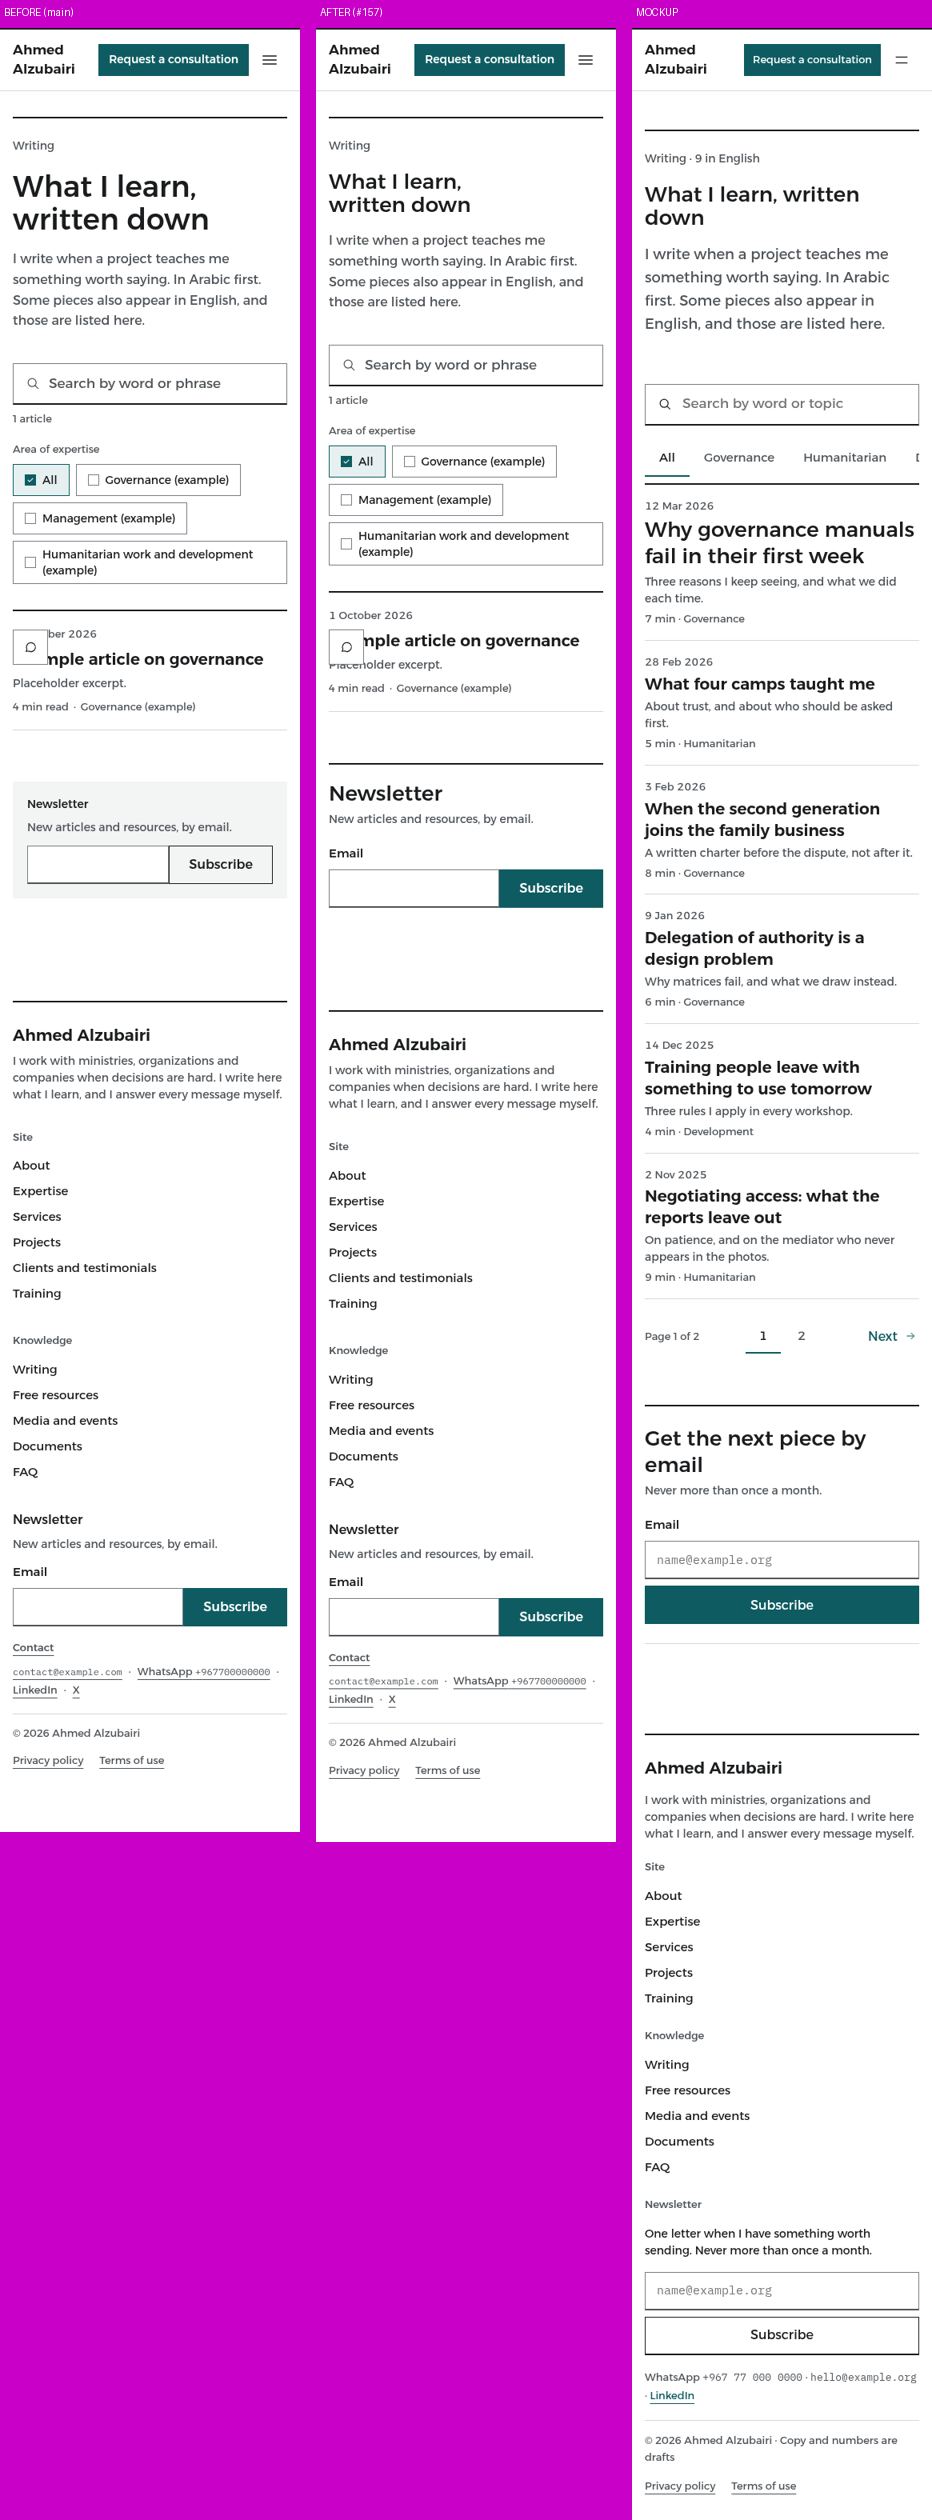 BEFORE (main)
Ahmed
Alzubairi
Request a consultation
Writing
What I learn,
written down
I write when a project teaches me
something worth saying. In Arabic first.
Some pieces also appear in English, and
those are listed here.
Search by word or phrase
1 article
Area of expertise
All
Governance (example)
Management (example)
Humanitarian work and development
(example)
ber 2026
mple article on governance
Placeholder excerpt.
4 min read · Governance (example)
Newsletter
New articles and resources, by email.
Subscribe
Ahmed Alzubairi
I work with ministries, organizations and
companies when decisions are hard. I write here
what I learn, and I answer every message myself.
Site
About
Expertise
Services
Projects
Clients and testimonials
Training
Knowledge
Writing
Free resources
Media and events
Documents
FAQ
Newsletter
New articles and resources, by email.
Email
Subscribe
Contact
contact@example.com · WhatsApp +967700000000 ·
LinkedIn · X
© 2026 Ahmed Alzubairi
Privacy policy Terms of use
AFTER (#157)
Ahmed
Alzubairi
Request a consultation
Writing
What I learn,
written down
I write when a project teaches me
something worth saying. In Arabic first.
Some pieces also appear in English, and
those are listed here.
Search by word or phrase
1 article
Area of expertise
All
Governance (example)
Management (example)
Humanitarian work and development
(example)
1 October 2026
mple article on governance
Placeholder excerpt.
4 min read · Governance (example)
Newsletter
New articles and resources, by email.
Email
Subscribe
Ahmed Alzubairi
I work with ministries, organizations and
companies when decisions are hard. I write here
what I learn, and I answer every message myself.
Site
About
Expertise
Services
Projects
Clients and testimonials
Training
Knowledge
Writing
Free resources
Media and events
Documents
FAQ
Newsletter
New articles and resources, by email.
Email
Subscribe
Contact
contact@example.com · WhatsApp +967700000000 ·
LinkedIn · X
© 2026 Ahmed Alzubairi
Privacy policy Terms of use
MOCKUP
Ahmed
Alzubairi
Request a consultation
Writing · 9 in English
What I learn, written
down
I write when a project teaches me
something worth saying. In Arabic
first. Some pieces also appear in
English, and those are listed here.
Search by word or topic
All Governance Humanitarian
12 Mar 2026
Why governance manuals
fail in their first week
Three reasons I keep seeing, and what we did
each time.
7 min · Governance
28 Feb 2026
What four camps taught me
About trust, and about who should be asked
first.
5 min · Humanitarian
3 Feb 2026
When the second generation
joins the family business
A written charter before the dispute, not after it.
8 min · Governance
9 Jan 2026
Delegation of authority is a
design problem
Why matrices fail, and what we draw instead.
6 min · Governance
14 Dec 2025
Training people leave with
something to use tomorrow
Three rules I apply in every workshop.
4 min · Development
2 Nov 2025
Negotiating access: what the
reports leave out
On patience, and on the mediator who never
appears in the photos.
9 min · Humanitarian
Page 1 of 2 1 2 Next →
Get the next piece by
email
Never more than once a month.
Email
name@example.org
Subscribe
Ahmed Alzubairi
I work with ministries, organizations and
companies when decisions are hard. I write here
what I learn, and I answer every message myself.
Site
About
Expertise
Services
Projects
Training
Knowledge
Writing
Free resources
Media and events
Documents
FAQ
Newsletter
One letter when I have something worth
sending. Never more than once a month.
name@example.org
Subscribe
WhatsApp +967 77 000 0000 · hello@example.org
· LinkedIn
© 2026 Ahmed Alzubairi · Copy and numbers are
drafts
Privacy policy Terms of use